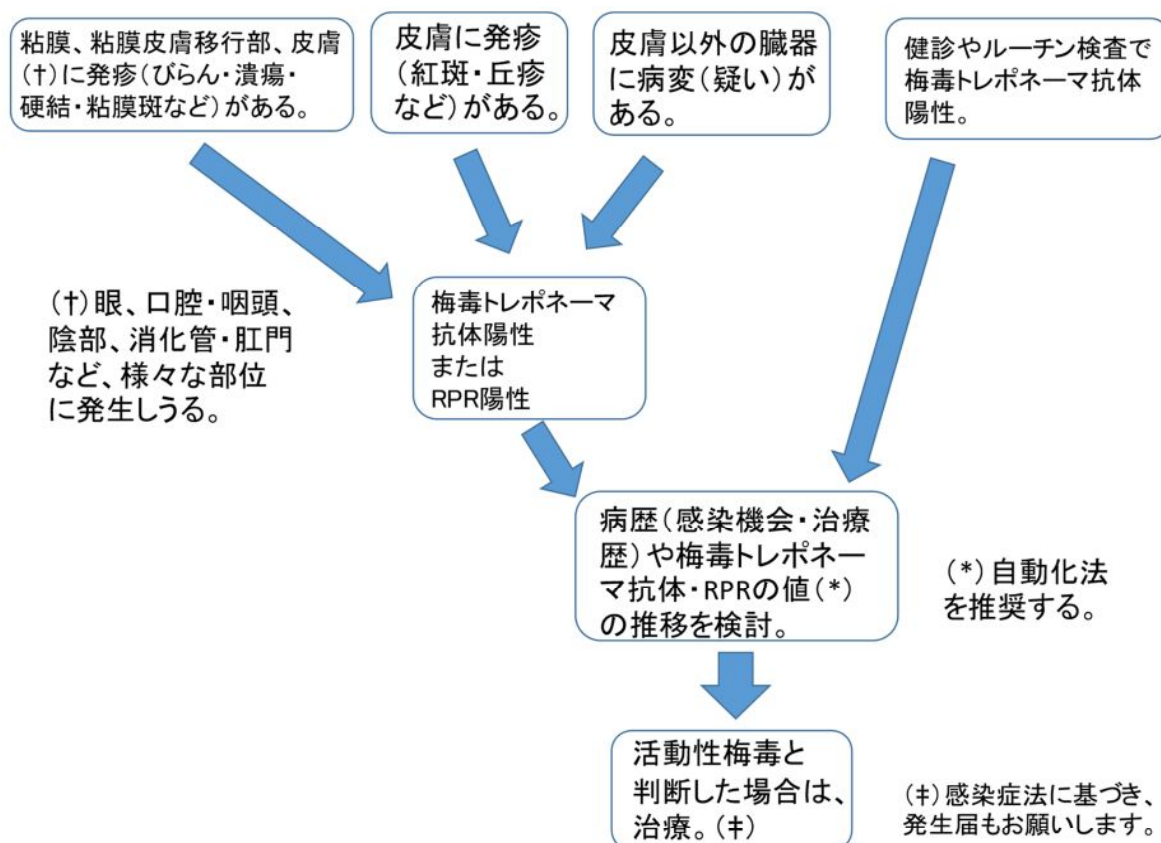 粘膜、粘膜皮膚移行部、皮膚
(†)に発疹(びらん・潰瘍・
硬結・粘膜斑など)がある。
皮膚に発疹
(紅斑・丘疹
など)がある。
皮膚以外の臓器
に病変(疑い)が
ある。
健診やルーチン検査で
梅毒トレポネーマ抗体
陽性。
(†)眼、口腔・咽頭、
陰部、消化管・肛門
など、様々な部位
に発生しうる。
梅毒トレポネーマ
抗体陽性
または
RPR陽性
病歴(感染機会・治療
歴)や梅毒トレポネー
マ抗体・RPRの値(*)
の推移を検討。
(*)自動化法
を推奨する。
活動性梅毒と
判断した場合は、
治療。(‡)
(‡)感染症法に基づき、
発生届もお願いします。